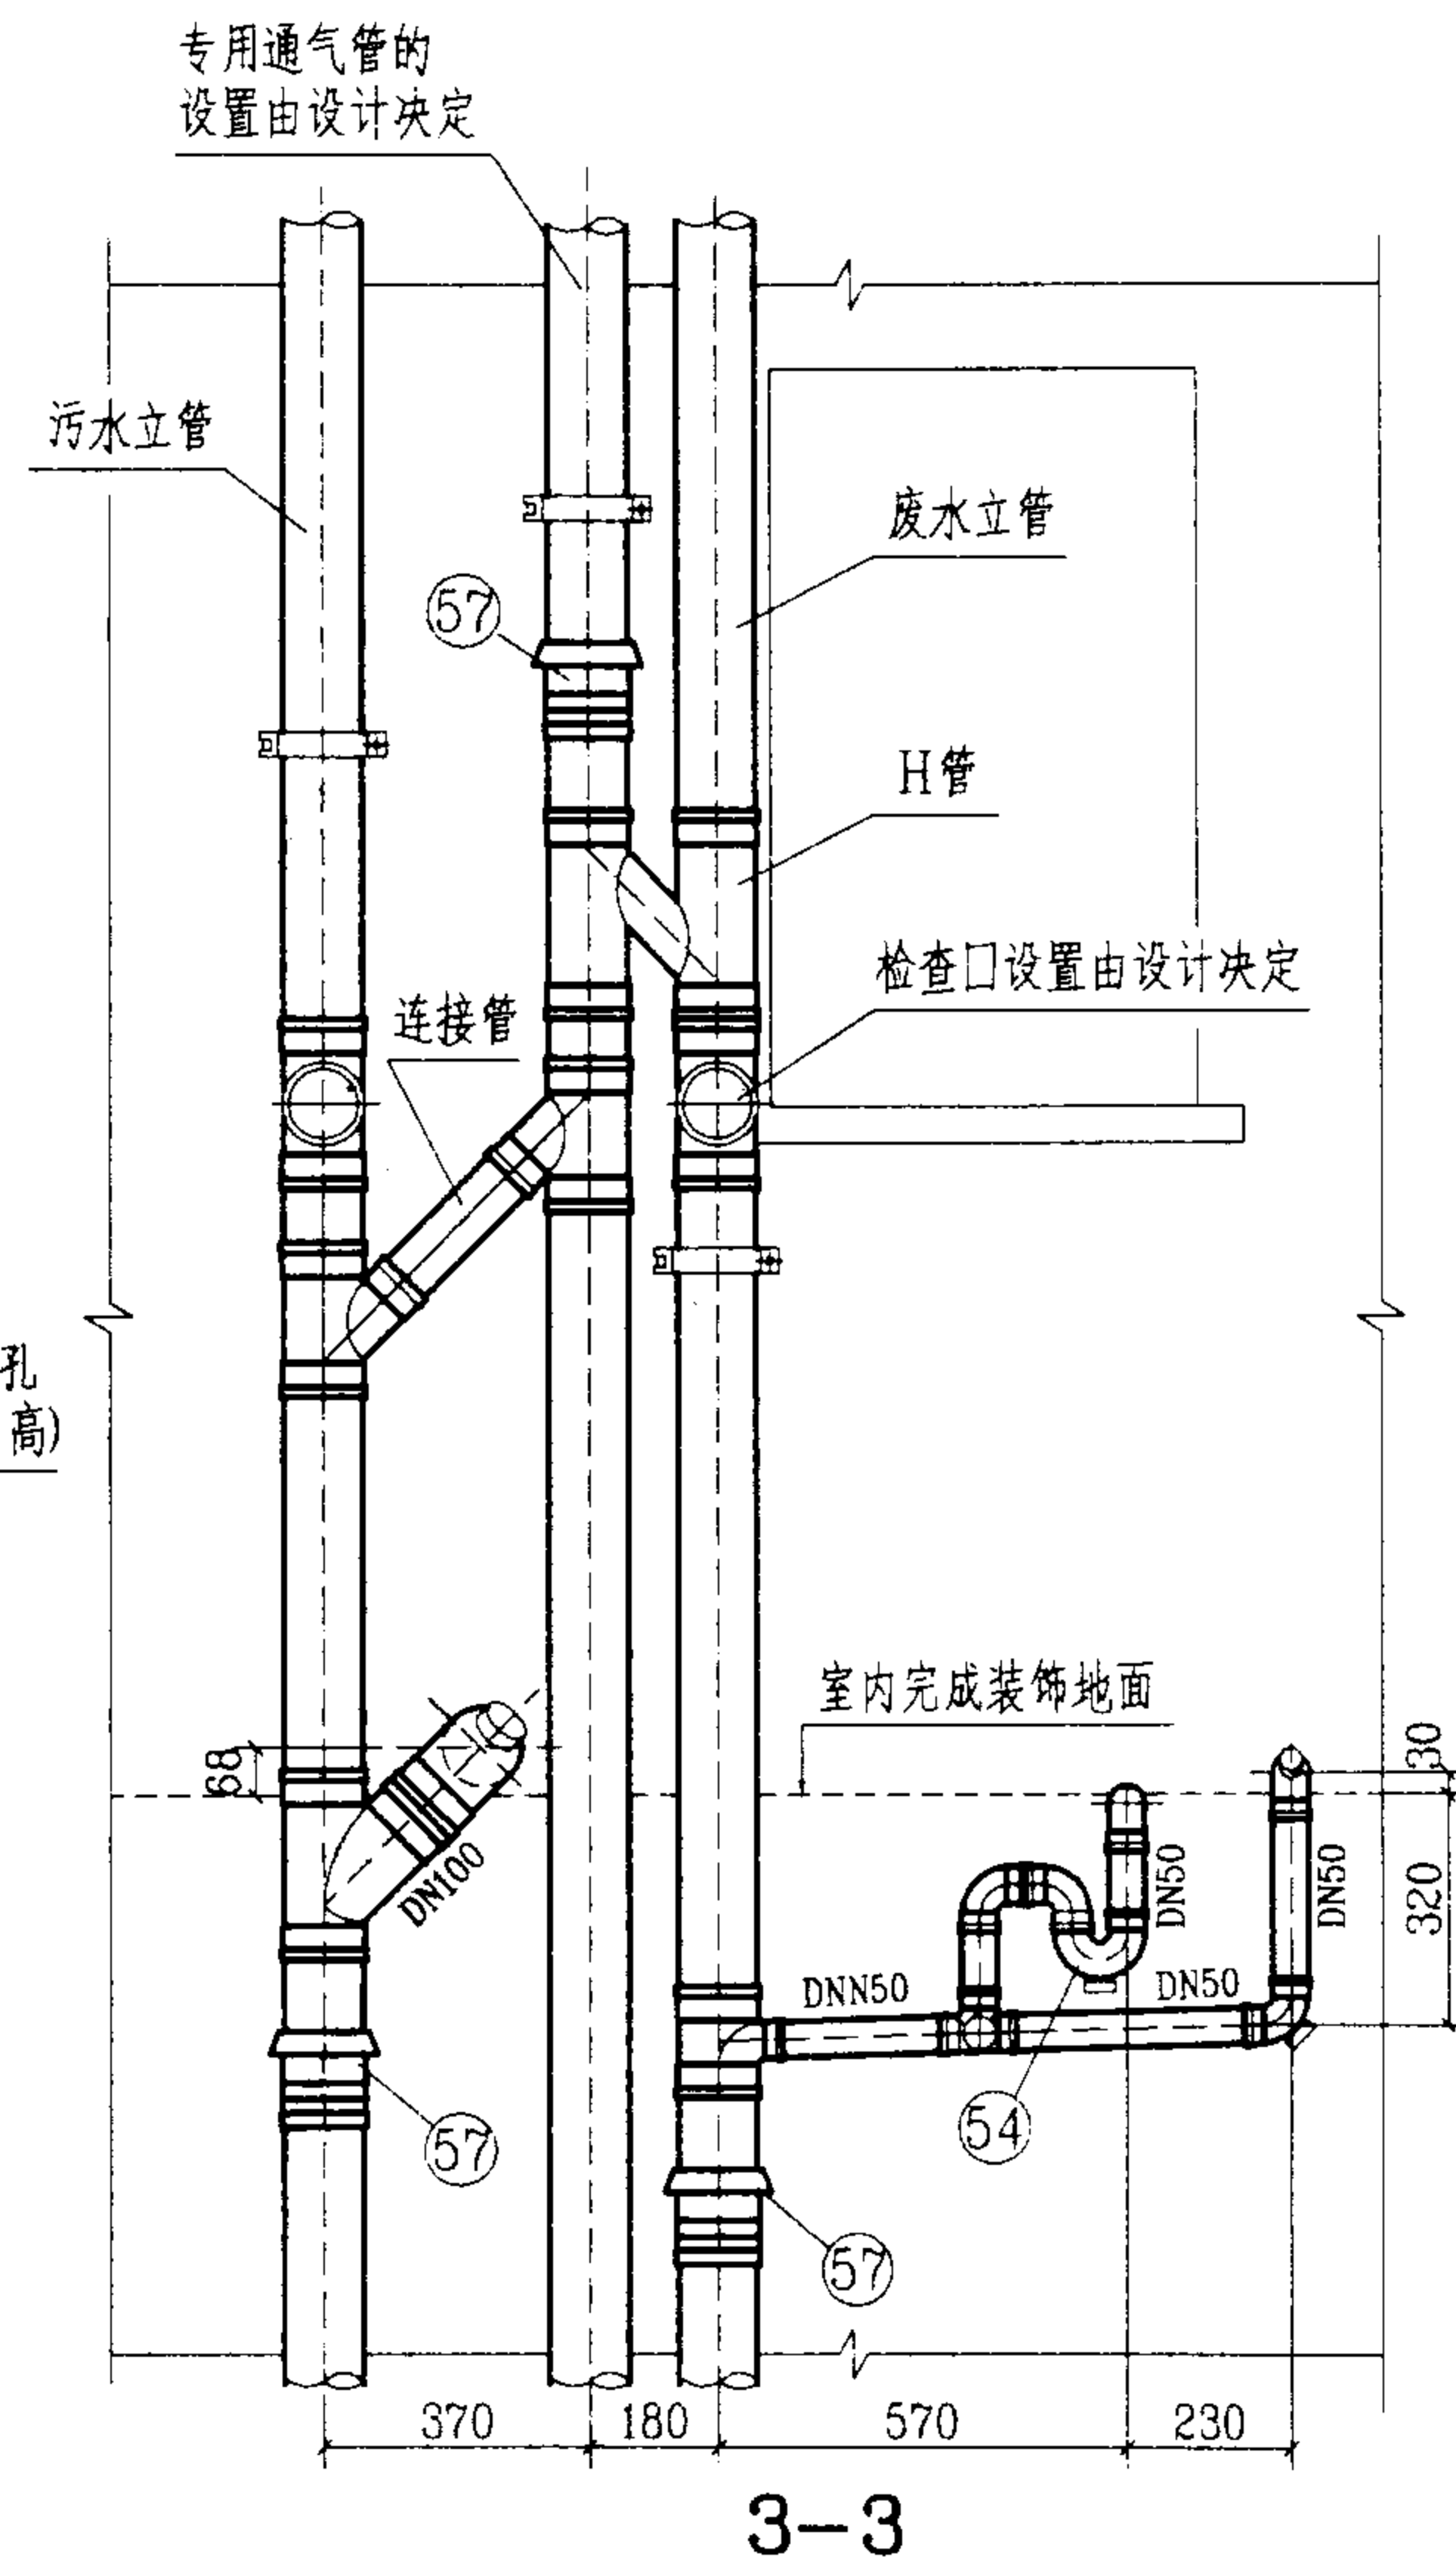 专用通气管的
设置由设计决定
污水立管
废水立管
57
H管
检查口设置由设计决定
连接管
孔
高)
室内完成装饰地面
68
30
DN100
DN50
DN50
320
DNN50
DN50
54
57
57
370
180
570
230
3-3